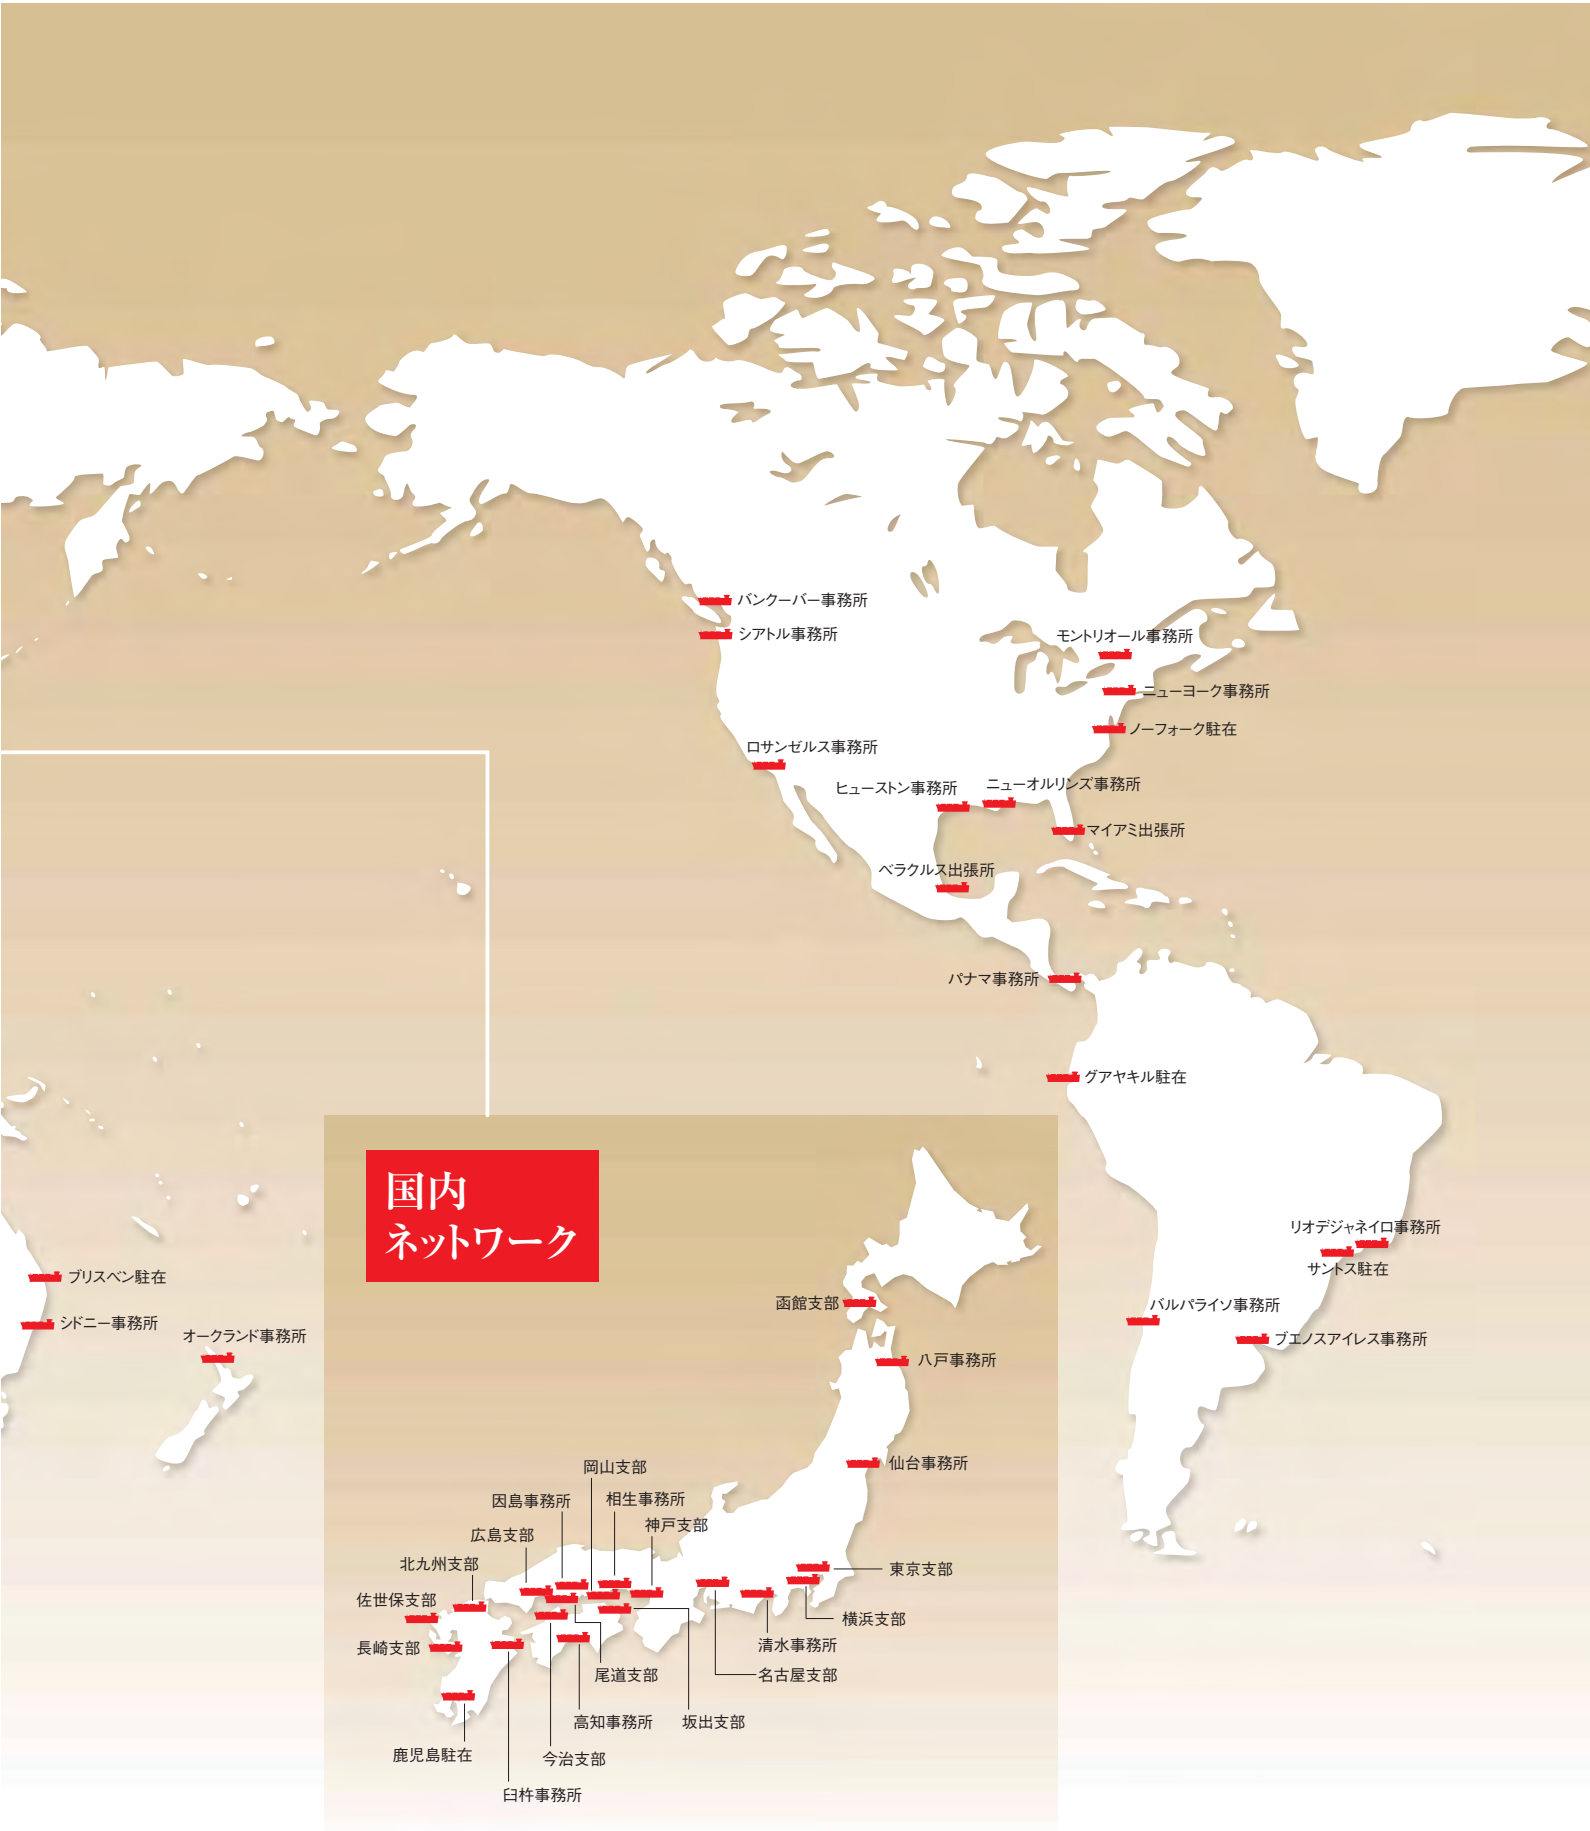 バンクーバー事務所
シアトル事務所
モントリオール事務所
ニューヨーク事務所
ノーフォーク駐在
ロサンゼルス事務所
ヒューストン事務所
ニューオルリンズ事務所
マイアミ出張所
ベラクルス出張所
パナマ事務所
グアヤキル駐在
リオデジャネイロ事務所
サントス駐在
バルパライソ事務所
ブエノスアイレス事務所
ブリスベン駐在
シドニー事務所
オークランド事務所
国内
ネットワーク
函館支部
八戸事務所
仙台事務所
岡山支部
因島事務所
相生事務所
神戸支部
広島支部
北九州支部
佐世保支部
長崎支部
東京支部
横浜支部
清水事務所
名古屋支部
尾道支部
高知事務所
坂出支部
今治支部
鹿児島駐在
臼杵事務所